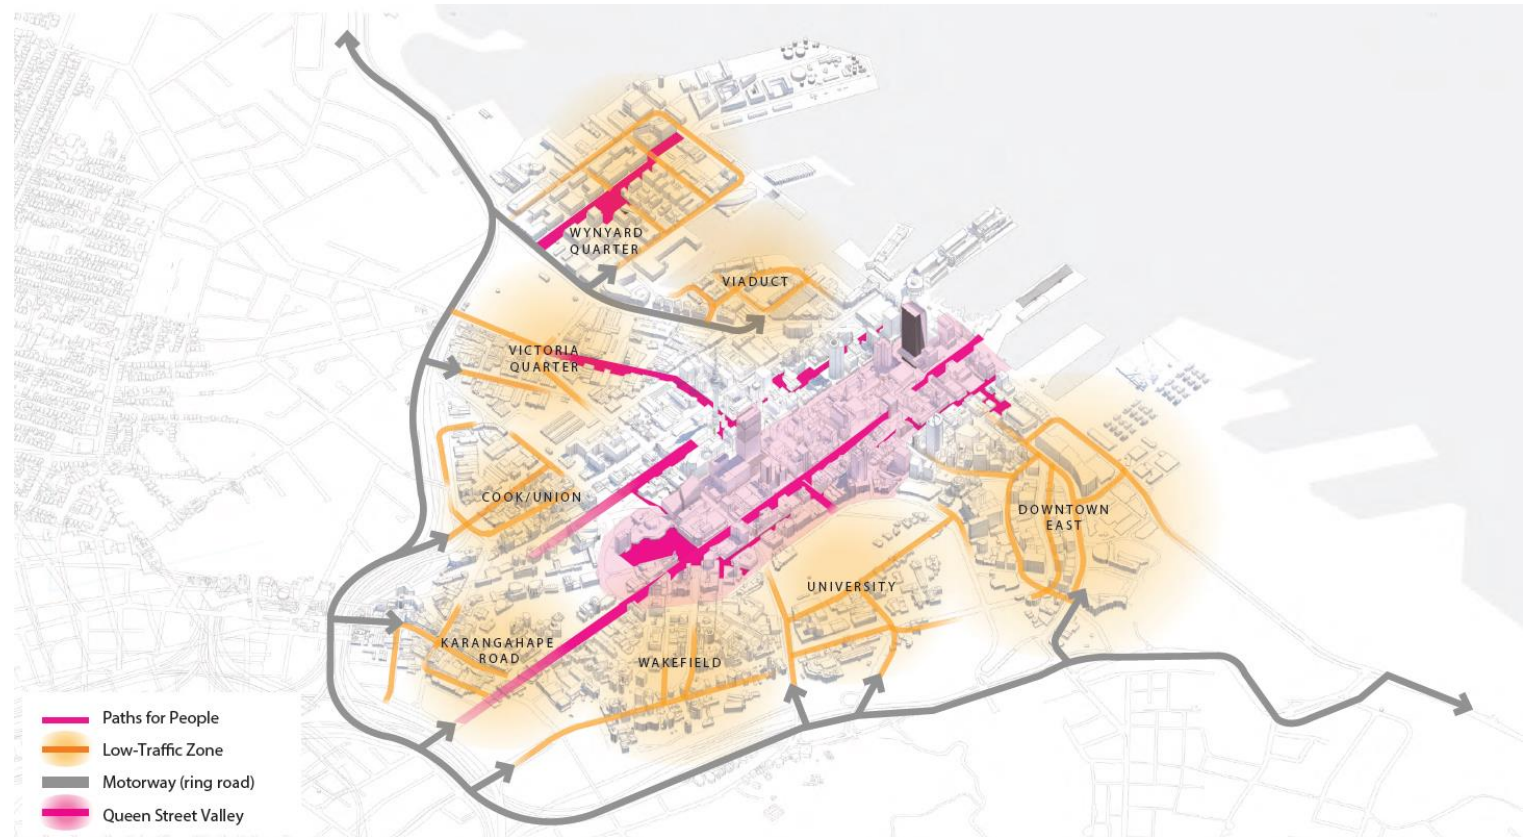 WYNYARD
QUARTER
VIADUCT
VICTORIA
QUARTER
COOK/UNION
DOWNTOWN
EAST
UNIVERSITY
KARANGAHAPE
ROAD
WAKEFIELD
Paths for People
Low-Traffic Zone
Motorway (ring road)
Queen Street Valley